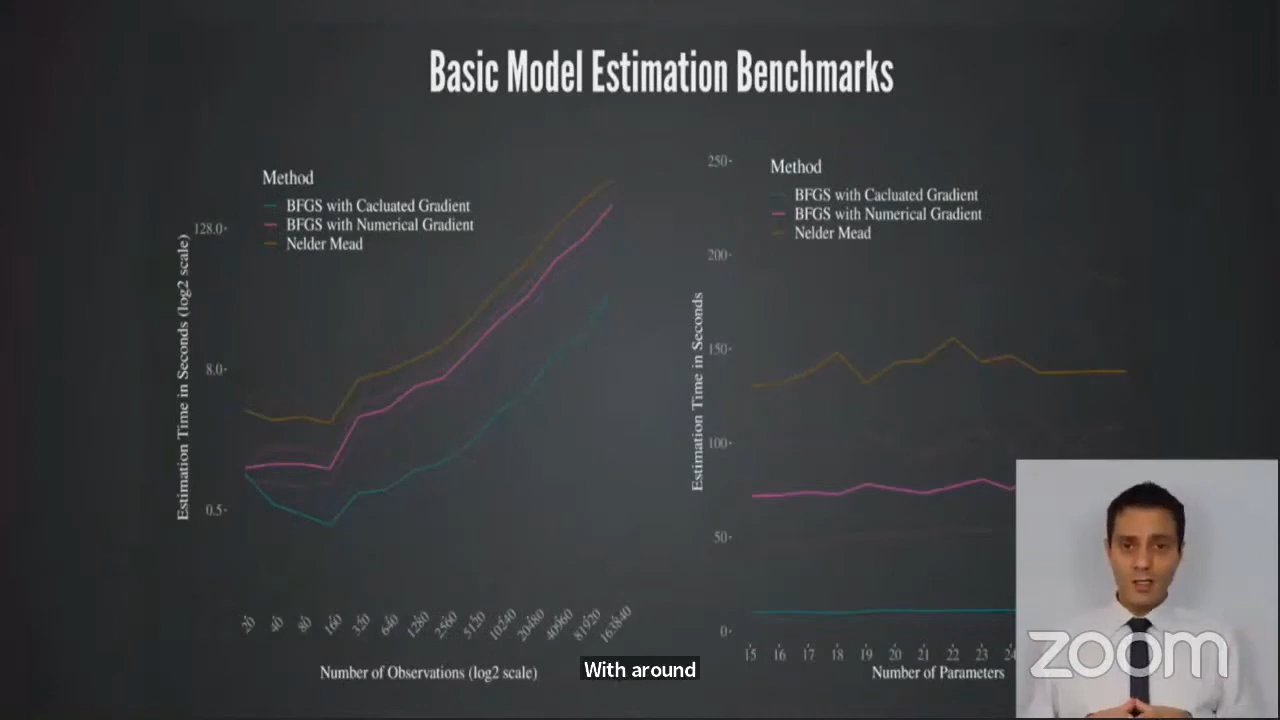 Basic Model Estimation Benchmarks
Method
BFGS with Cacluated Gradient
BFGS with Numerical Gradient
Nelder Mead
128.0
8.0
0.5
Estimation Time in Seconds (log2 scale)
20
40
80
160
320
640
1280
2560
5120
10240
20480
40960
81920
163840
Number of Observations (log2 scale)
Method
BFGS with Cacluated Gradient
BFGS with Numerical Gradient
Nelder Mead
250
200
150
100
50
0
Estimation Time in Seconds
15 16 17 18 19 20 21 22 23 24
Number of Parameters
With around
zoom